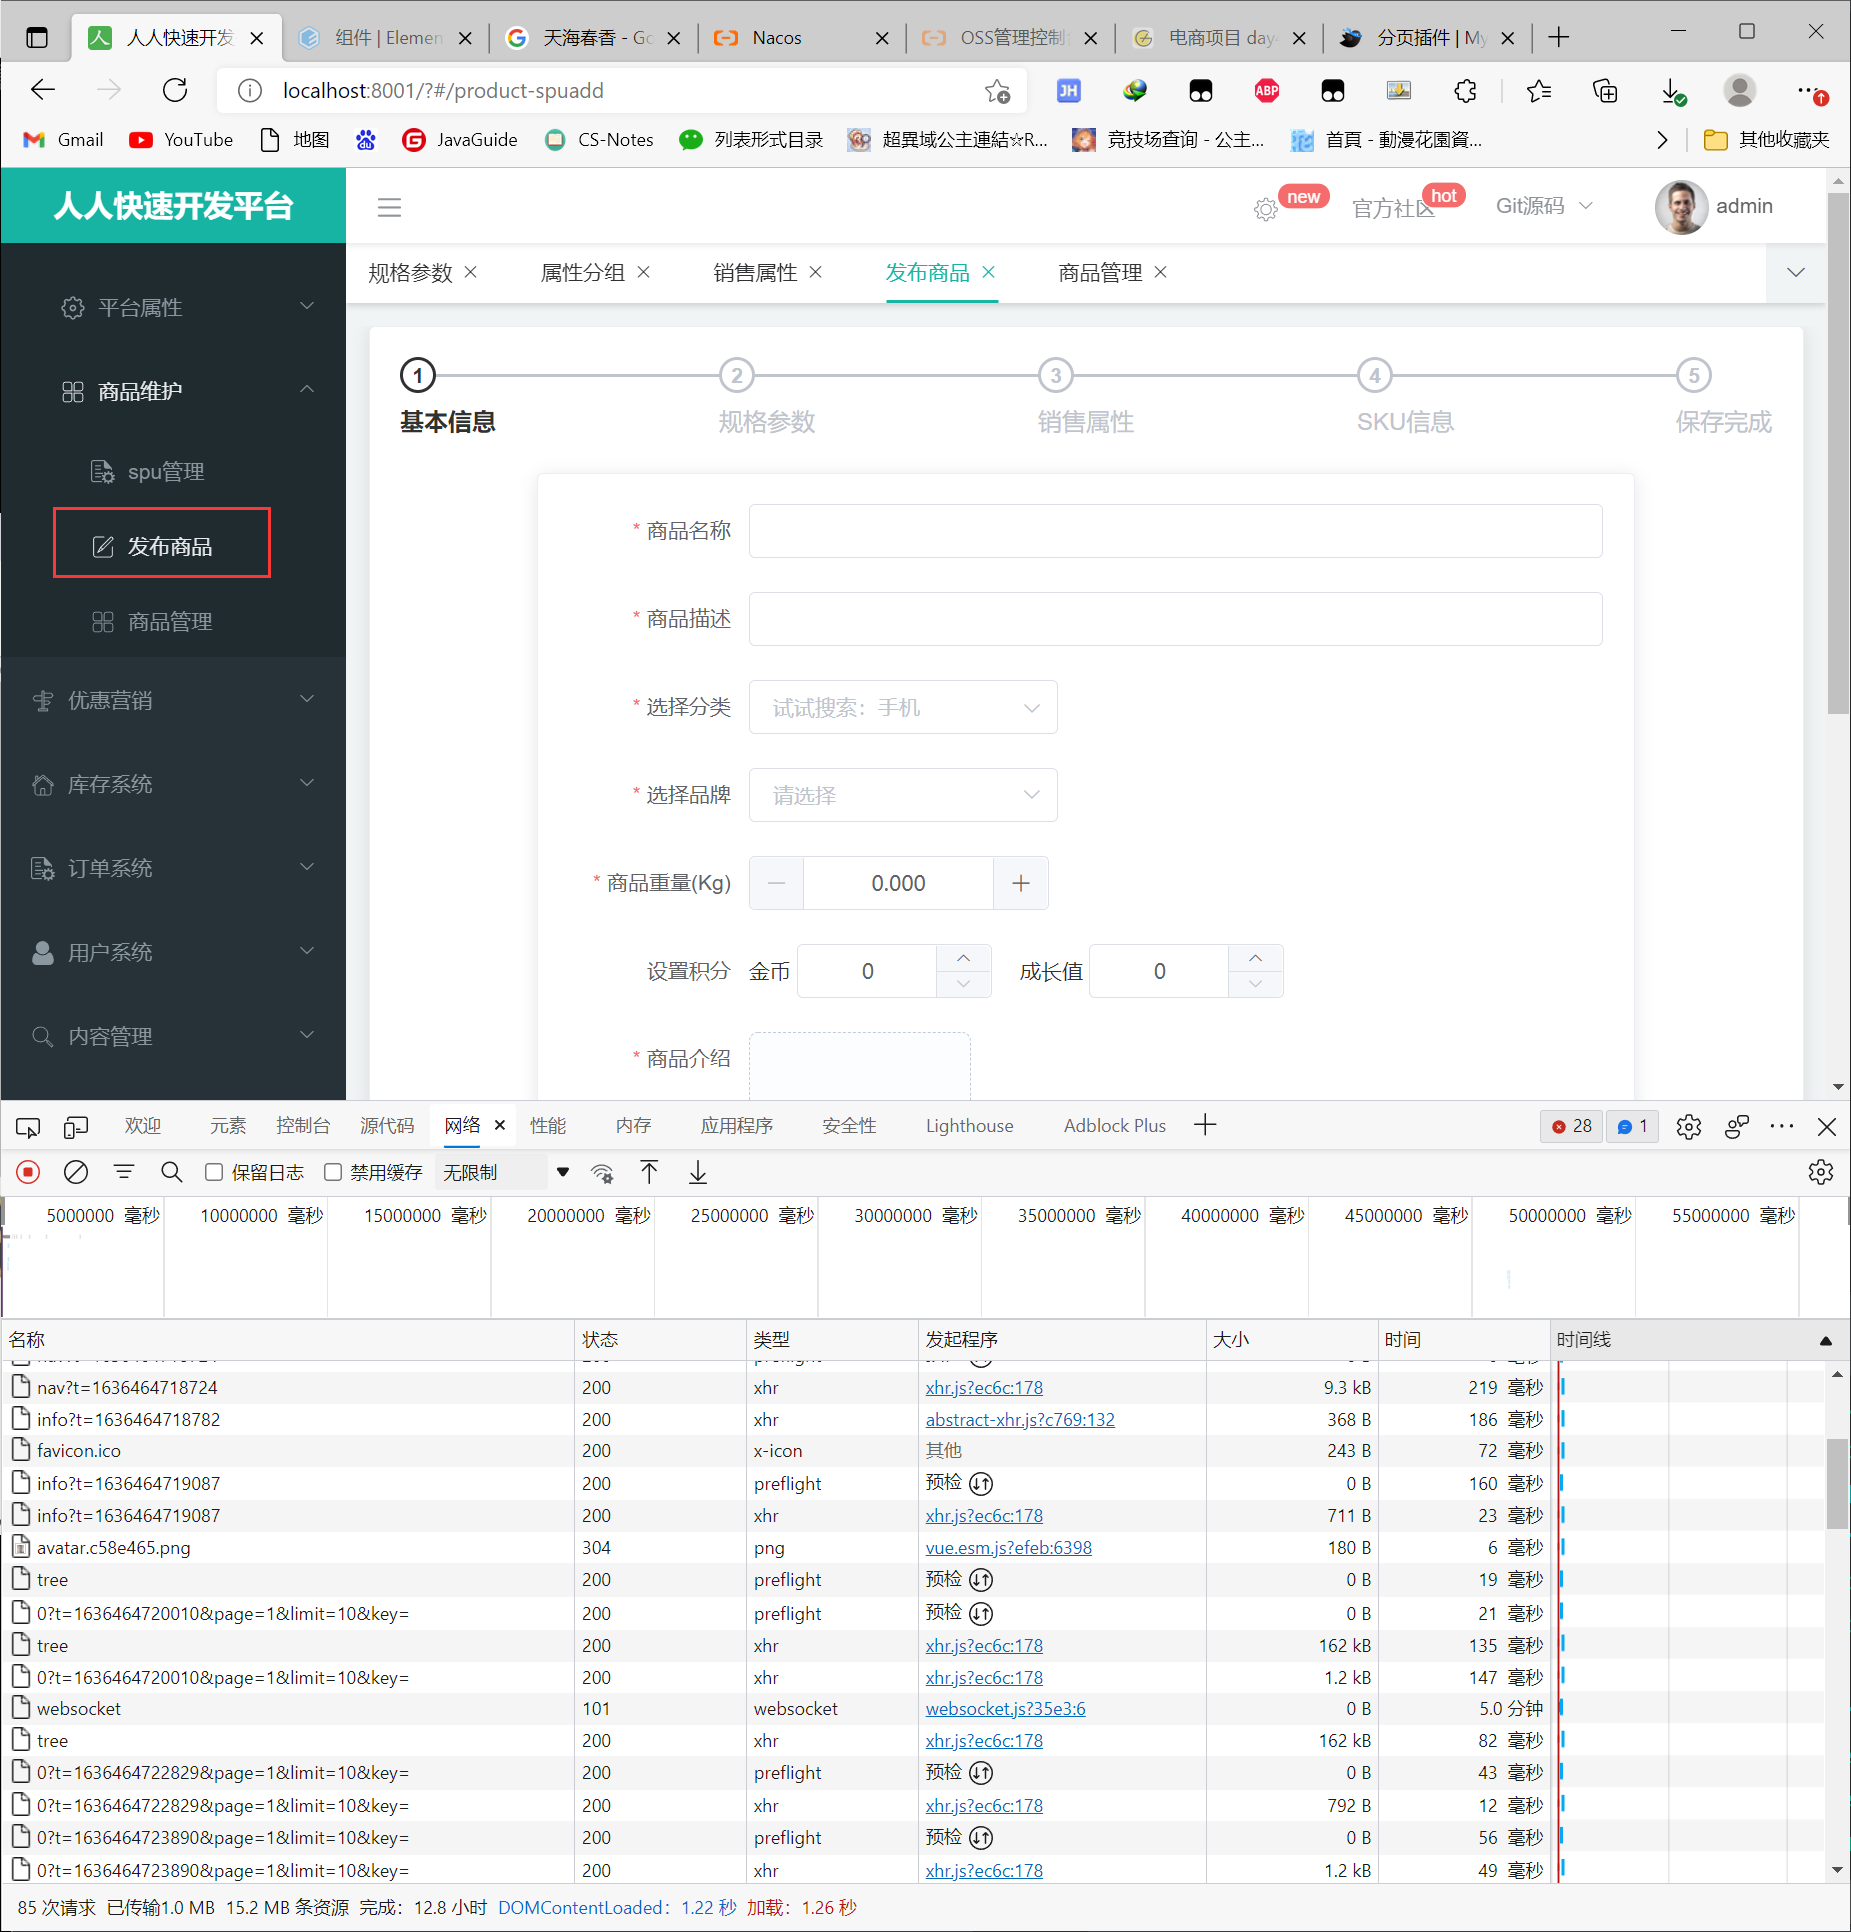 人人快速开发
组件 | Elemen
天海春香 - Go
Nacos
OSS管理控制台
电商项目 day4
分页插件 | My
localhost:8001/?#/product-spuadd
Gmail
YouTube
地图
JavaGuide
CS-Notes
列表形式目录
超異域公主連結☆R...
竞技场查询 - 公主...
首頁 - 動漫花園資...
其他收藏夹
人人快速开发平台
new
官方社区
hot
Git源码
admin
规格参数
属性分组
销售属性
发布商品
商品管理
平台属性
商品维护
spu管理
发布商品
商品管理
优惠营销
库存系统
订单系统
用户系统
内容管理
1
2
3
4
5
基本信息
规格参数
销售属性
SKU信息
保存完成
* 商品名称
* 商品描述
* 选择分类 试试搜索：手机
* 选择品牌 请选择
* 商品重量(Kg) 0.000
设置积分 金币 0 成长值 0
* 商品介绍
欢迎 元素 控制台 源代码 网络 性能 内存 应用程序 安全性 Lighthouse Adblock Plus 28 1
保留日志 禁用缓存 无限制
5000000 毫秒 10000000 毫秒 15000000 毫秒 20000000 毫秒 25000000 毫秒 30000000 毫秒 35000000 毫秒 40000000 毫秒 45000000 毫秒 50000000 毫秒 55000000 毫秒
名称 状态 类型 发起程序 大小 时间 时间线
nav?t=1636464718724 200 xhr xhr.js?ec6c:178 9.3 kB 219 毫秒
info?t=1636464718782 200 xhr abstract-xhr.js?c769:132 368 B 186 毫秒
favicon.ico 200 x-icon 其他 243 B 72 毫秒
info?t=1636464719087 200 preflight 预检 0 B 160 毫秒
info?t=1636464719087 200 xhr xhr.js?ec6c:178 711 B 23 毫秒
avatar.c58e465.png 304 png vue.esm.js?efeb:6398 180 B 6 毫秒
tree 200 preflight 预检 0 B 19 毫秒
0?t=1636464720010&page=1&limit=10&key= 200 preflight 预检 0 B 21 毫秒
tree 200 xhr xhr.js?ec6c:178 162 kB 135 毫秒
0?t=1636464720010&page=1&limit=10&key= 200 xhr xhr.js?ec6c:178 1.2 kB 147 毫秒
websocket 101 websocket websocket.js?35e3:6 0 B 5.0 分钟
tree 200 xhr xhr.js?ec6c:178 162 kB 82 毫秒
0?t=1636464722829&page=1&limit=10&key= 200 preflight 预检 0 B 43 毫秒
0?t=1636464722829&page=1&limit=10&key= 200 xhr xhr.js?ec6c:178 792 B 12 毫秒
0?t=1636464723890&page=1&limit=10&key= 200 preflight 预检 0 B 56 毫秒
0?t=1636464723890&page=1&limit=10&key= 200 xhr xhr.js?ec6c:178 1.2 kB 49 毫秒
85 次请求 已传输1.0 MB 15.2 MB 条资源 完成：12.8 小时 DOMContentLoaded：1.22 秒 加载：1.26 秒